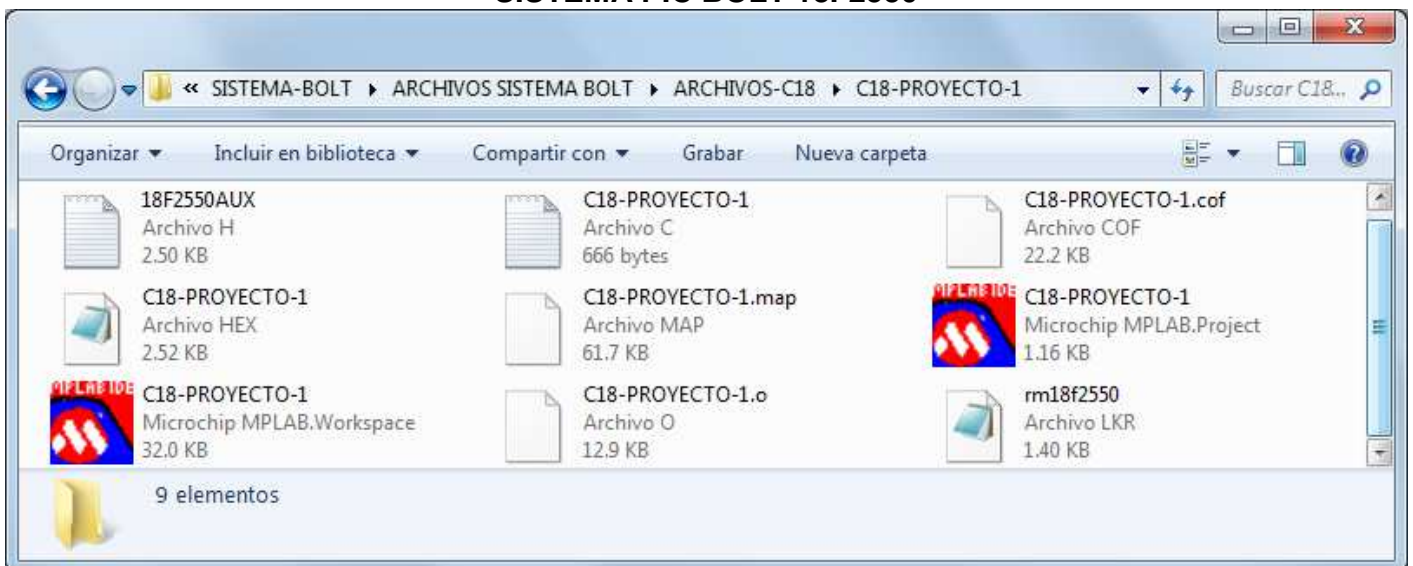 « SISTEMA-BOLT ▸ ARCHIVOS SISTEMA BOLT ▸ ARCHIVOS-C18 ▸ C18-PROYECTO-1
Buscar C18...
Organizar Incluir en biblioteca Compartir con Grabar Nueva carpeta
18F2550AUX
Archivo H
2.50 KB
C18-PROYECTO-1
Archivo C
666 bytes
C18-PROYECTO-1.cof
Archivo COF
22.2 KB
C18-PROYECTO-1
Archivo HEX
2.52 KB
C18-PROYECTO-1.map
Archivo MAP
61.7 KB
MPLAB IDE
C18-PROYECTO-1
Microchip MPLAB.Project
1.16 KB
MPLAB IDE
C18-PROYECTO-1
Microchip MPLAB.Workspace
32.0 KB
C18-PROYECTO-1.o
Archivo O
12.9 KB
rm18f2550
Archivo LKR
1.40 KB
9 elementos